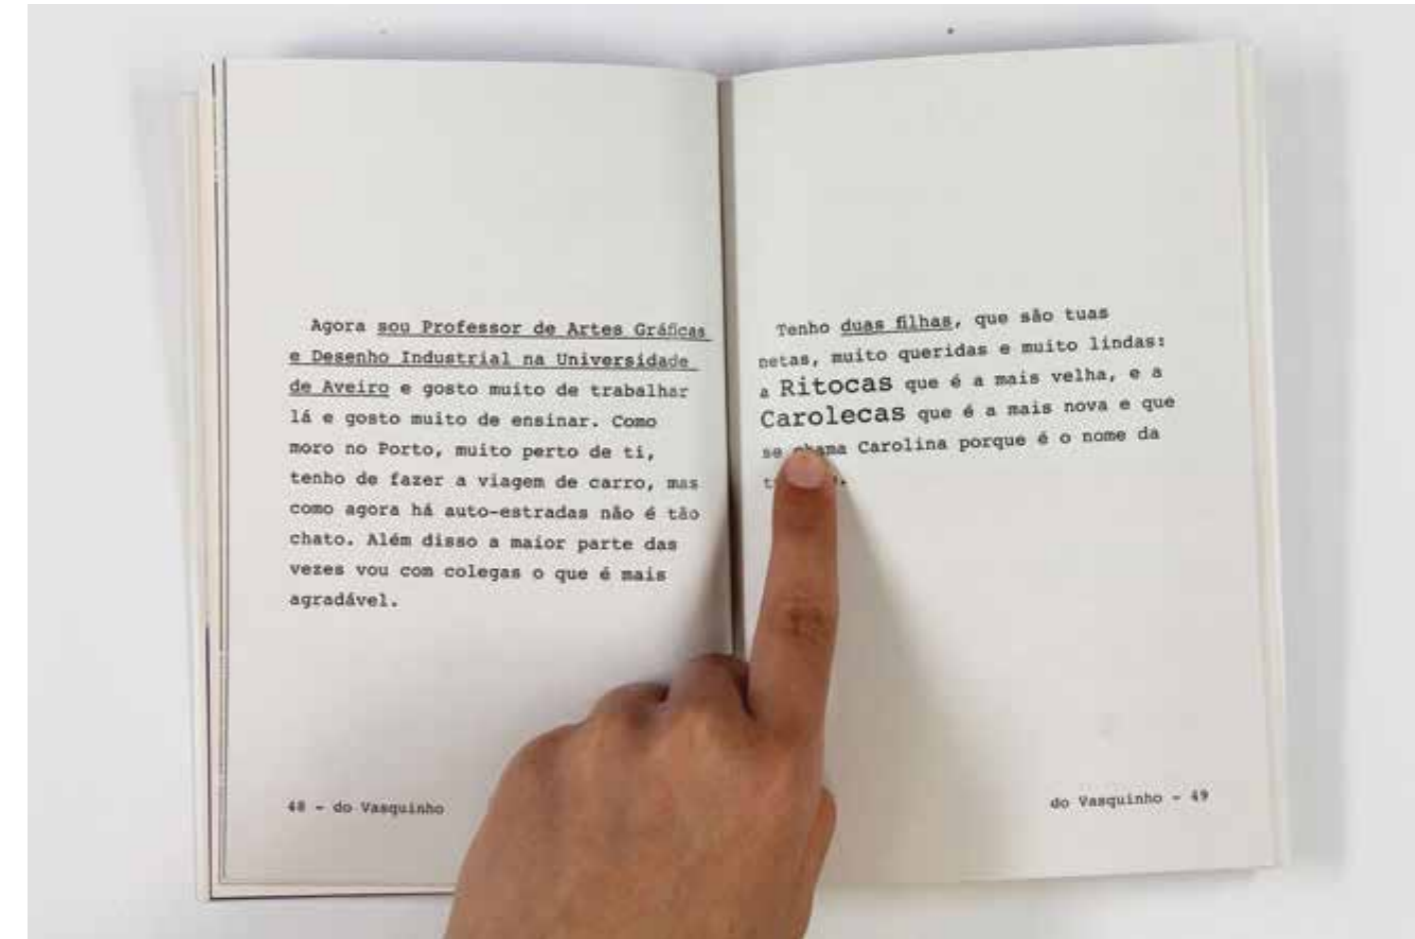 Agora sou Professor de Artes Gráficas
e Desenho Industrial na Universidade
de Aveiro e gosto muito de trabalhar
lá e gosto muito de ensinar. Como
moro no Porto, muito perto de ti,
tenho de fazer a viagem de carro, mas
como agora há auto-estradas não é tão
chato. Além disso a maior parte das
vezes vou com colegas o que é mais
agradável.
48 - do Vasquinho
Tenho duas filhas, que são tuas
netas, muito queridas e muito lindas:
a Ritocas que é a mais velha, e a
Carolecas que é a mais nova e que
se chama Carolina porque é o nome da
do Vasquinho - 49